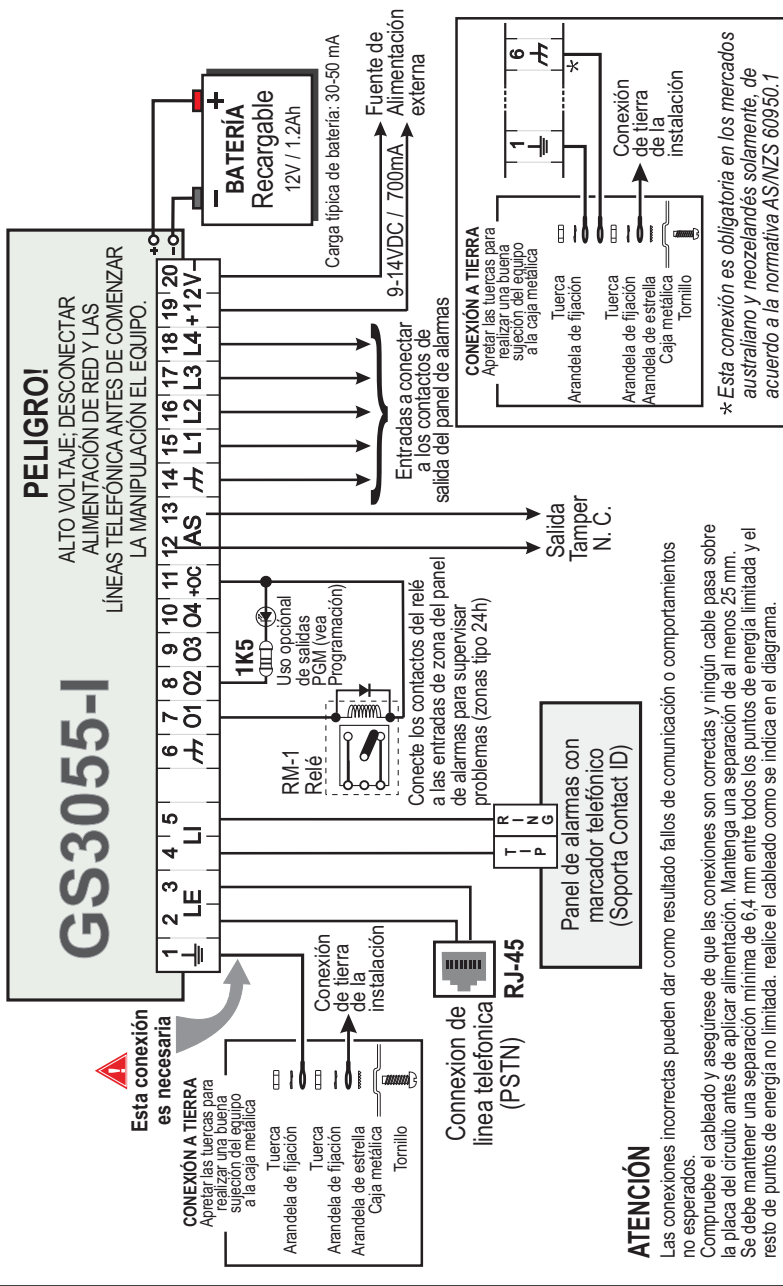 GS3055-I
PELIGRO!
ALTO VOLTAJE; DESCONECTAR
ALIMENTACIÓN DE RED Y LAS
LÍNEAS TELEFÓNICA ANTES DE COMENZAR
LA MANIPULACIÓN EL EQUIPO.
1 2 3 4 5 6 7 8 9 10 11 12 13 14 15 16 17 18 19 20
LE LI O1 O2 O3 O4 +OC AS L1 L2 L3 L4 +12V–
+
–
– +
BATERÍA
Recargable
12V / 1.2Ah
Carga típica de batería: 30-50 mA
9-14VDC / 700mA
Fuente de
Alimentación
externa
Entradas a conectar
a los contactos de
salida del panel de alarmas
Salida
Tamper
N. C.
1K5
Uso opciónal
de salidas
PGM (vea
Programación)
RM-1
Relé
Conecte los contactos del relé
a las entradas de zona del panel
de alarmas para supervisar
problemas (zonas tipo 24h)
TIP
RING
Panel de alarmas con
marcador telefónico
(Soporta Contact ID)
RJ-45
Connexion de
linea telefonica
(PSTN)
Esta conexión
es necesaria
CONEXIÓN A TIERRA
Apretar las tuercas para
realizar una buena
sujeción del equipo
a la caja metálica
Tuerca
Arandela de fijación
Tuerca
Arandela de fijación
Arandela de estrella
Caja metálica
Tornillo
Conexión
de tierra
de la
instalación
CONEXIÓN A TIERRA
Apretar las tuercas para
realizar una buena
sujeción del equipo
a la caja metálica
Tuerca
Arandela de fijación
Tuerca
Arandela de fijación
Arandela de estrella
Caja metálica
Tornillo
1
6
*
Conexión
de tierra
de la
instalación
* Esta conexión es obligatoria en los mercados
australiano y neozelandés solamente, de
acuerdo a la normativa AS/NZS 60950.1
ATENCIÓN
Las conexiones incorrectas pueden dar como resultado fallos de comunicación o comportamientos
no esperados.
Compruebe el cableado y asegúrese de que las conexiones son correctas y ningún cable pasa sobre
la placa del circuito antes de aplicar alimentación. Mantenga una separación de al menos 25 mm.
Se debe mantener una separación mínima de 6,4 mm entre todos los puntos de energía limitada y el
resto de puntos de energía no limitada. realice el cableado como se indica en el diagrama.